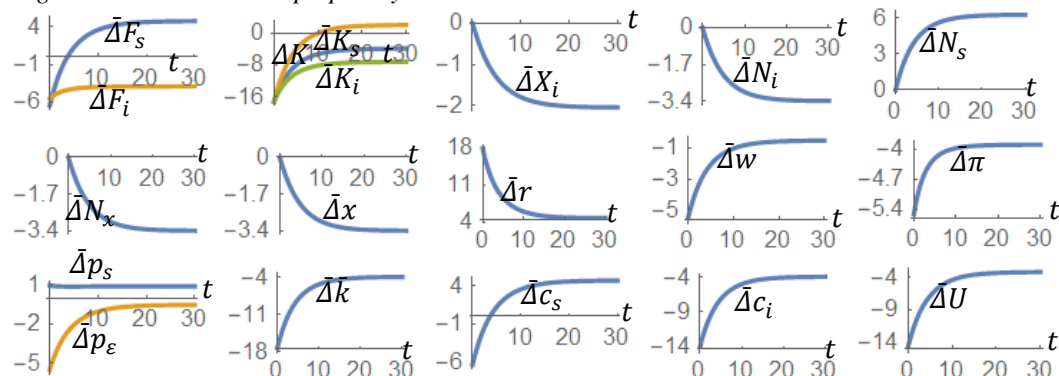 4 Δ̄F_s -1 t 10 20 30 -6 Δ̄F_i
0 Δ̄K_s ΔK t 20 30 Δ̄K_i -16
0 10 20 30 -1 Δ̄X_i -2
0 t 10 20 30 -1.7 Δ̄N_i -3.4
6 Δ̄N_s 3 t 0 0 10 20 30
0 t 10 20 30 -1.7 Δ̄N_x -3.4
0 t 10 20 30 -1.7 Δ̄x -3.4
18 Δ̄r 11 4 t 0 10 20 30
-1 Δ̄w -3 -5 t 0 10 20 30
-4 Δ̄π -4.7 -5.4 t 0 10 20 30
Δ̄p_s 1 t 10 20 30 -2 Δ̄p_ε -5
-4 Δ̄k̄ -11 -18 t 0 10 20 30
4 Δ̄c_s -1 t 10 20 30 -6
-4 Δ̄c_i -9 -14 t 0 10 20 30
-4 Δ̄U -9 -14 t 0 10 20 30